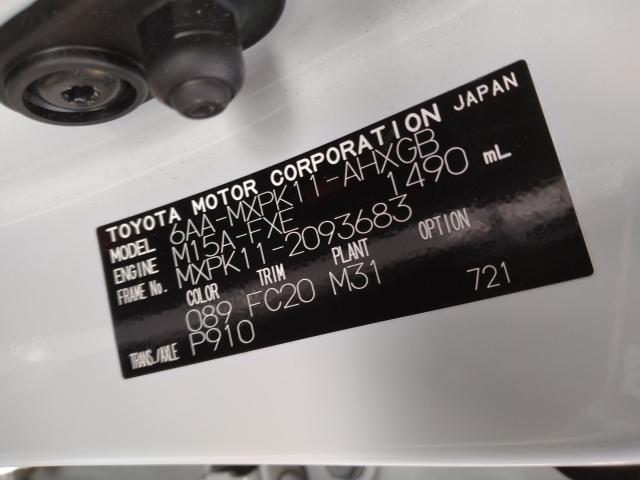 TOYOTA MOTOR CORPORATION JAPAN
MODEL 6AA-MXPK11-AHXGB
ENGINE M15A-FXE 1490 mL
FRAME No. MXPK11-2093683
COLOR TRIM PLANT OPTION
089 FC20 M31 721
TRANS./AXLE P910